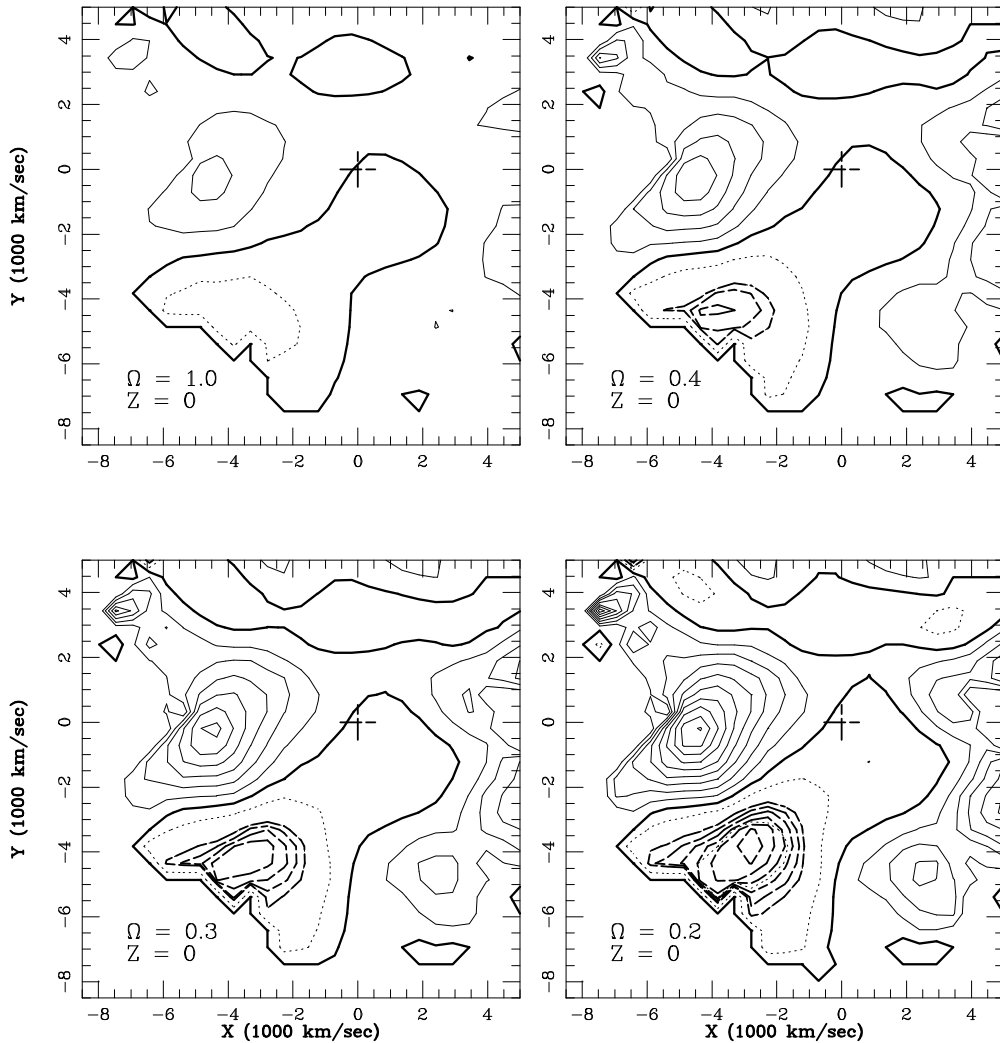 Y (1000 km/sec)
4
2
0
−2
−4
−6
−8
Ω = 1.0
Z = 0
−8 −6 −4 −2 0 2 4
4
2
0
−2
−4
−6
−8
Ω = 0.4
Z = 0
−8 −6 −4 −2 0 2 4
Y (1000 km/sec)
4
2
0
−2
−4
−6
−8
Ω = 0.3
Z = 0
−8 −6 −4 −2 0 2 4
X (1000 km/sec)
4
2
0
−2
−4
−6
−8
Ω = 0.2
Z = 0
−8 −6 −4 −2 0 2 4
X (1000 km/sec)